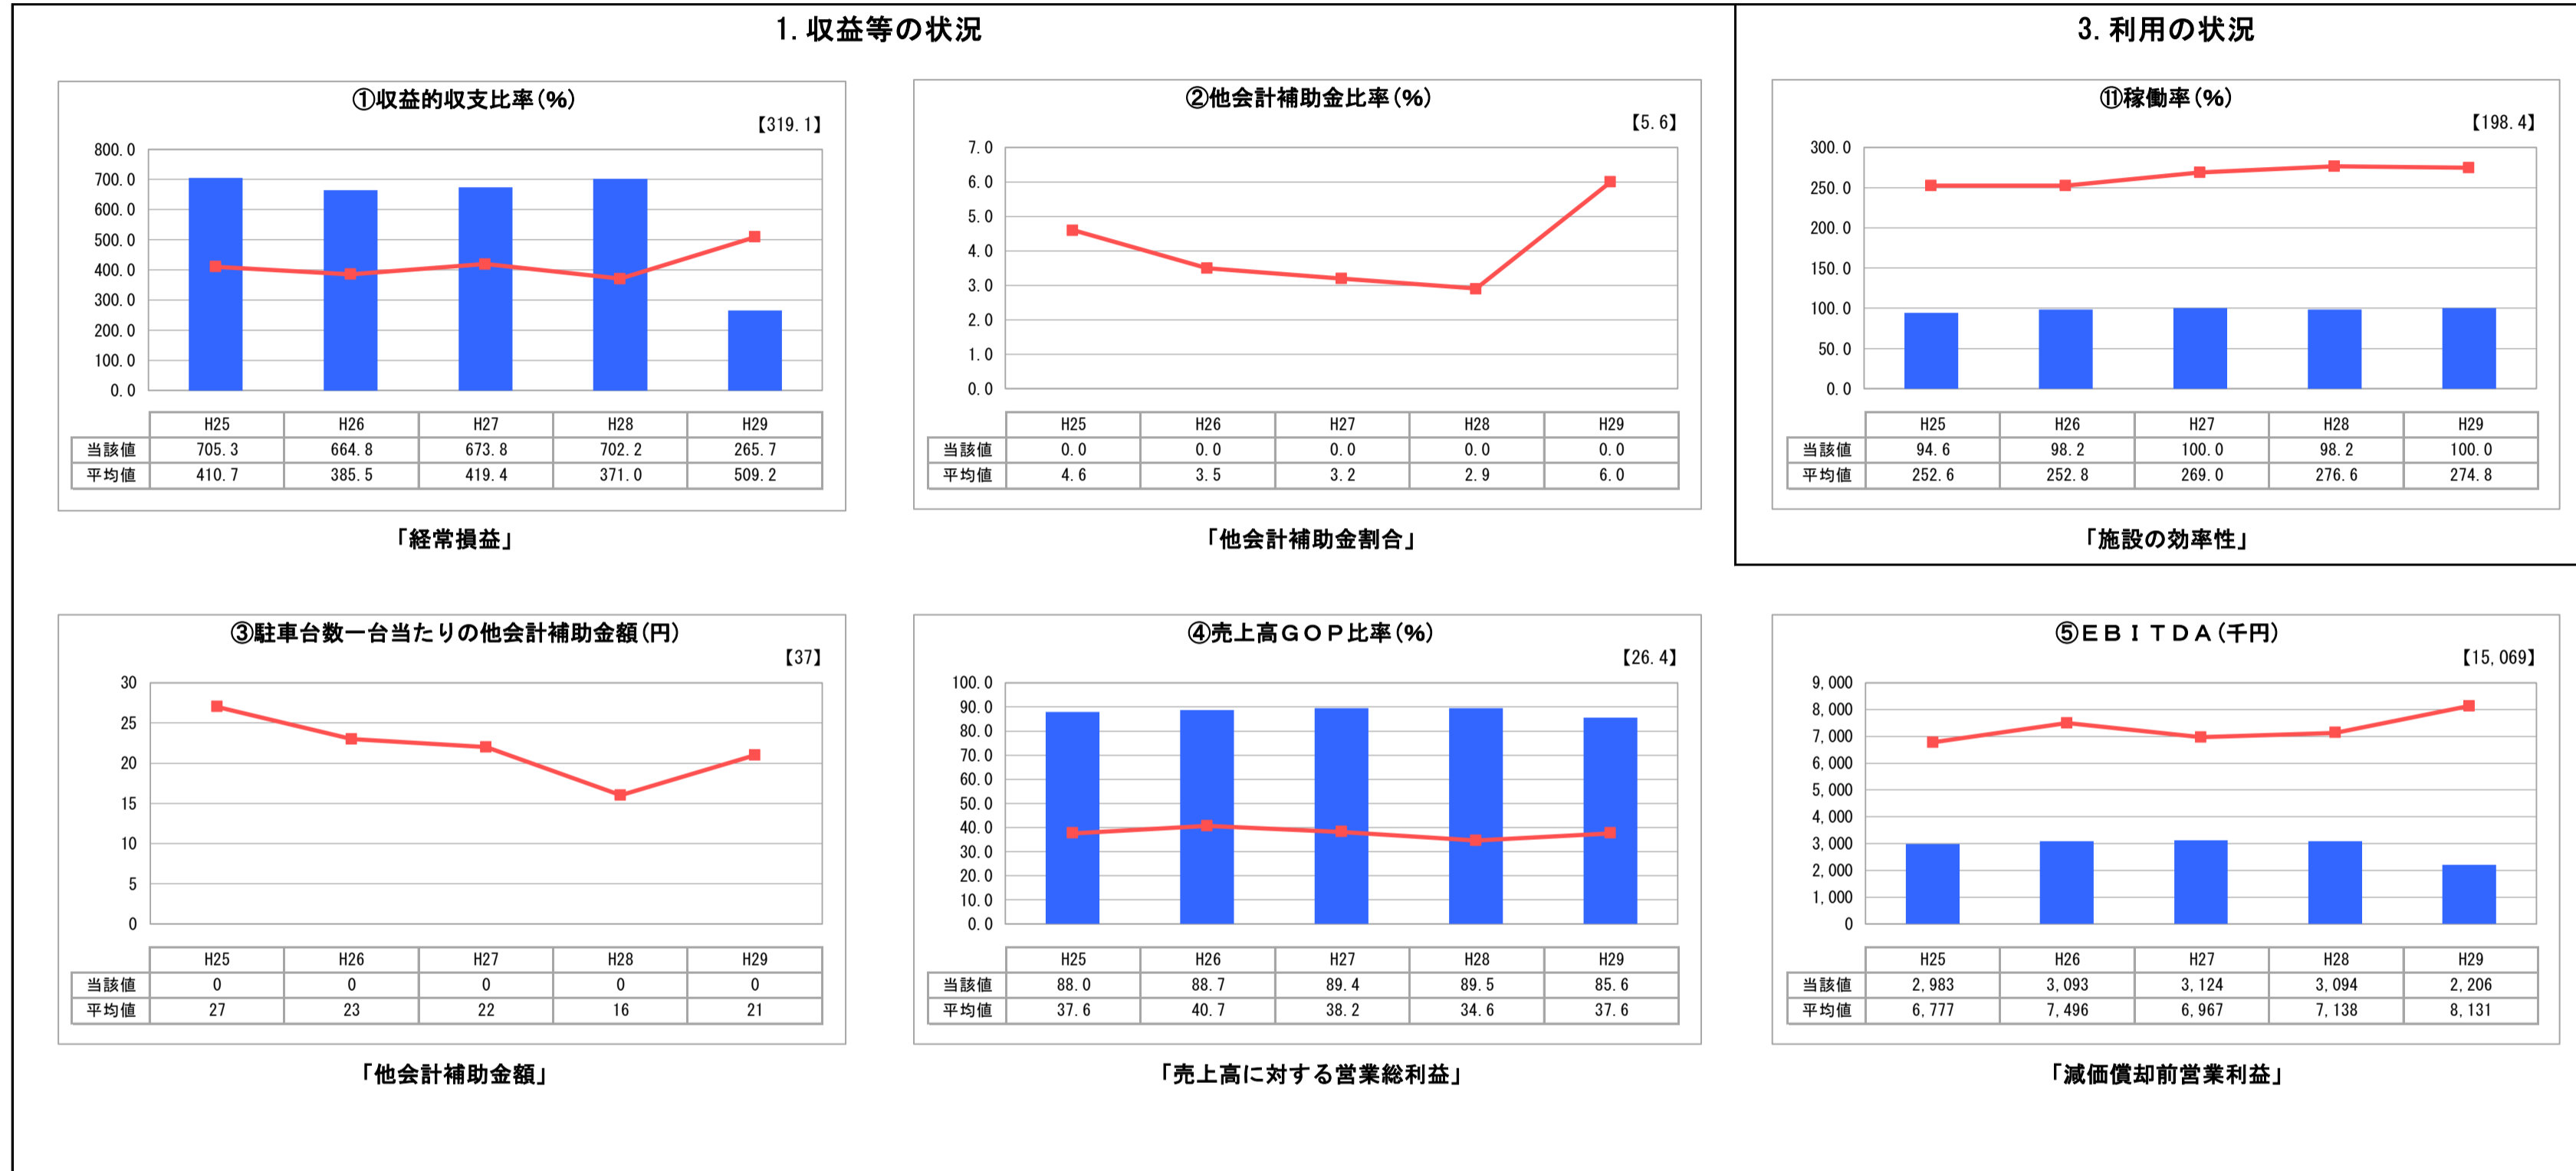 1. 収益等の状況
3. 利用の状況
①収益的収支比率(%)
【319.1】
800.0
700.0
600.0
500.0
400.0
300.0
200.0
100.0
0.0
H25 H26 H27 H28 H29
当該値 705.3 664.8 673.8 702.2 265.7
平均値 410.7 385.5 419.4 371.0 509.2
「経常損益」
②他会計補助金比率(%)
【5.6】
7.0
6.0
5.0
4.0
3.0
2.0
1.0
0.0
H25 H26 H27 H28 H29
当該値 0.0 0.0 0.0 0.0 0.0
平均値 4.6 3.5 3.2 2.9 6.0
「他会計補助金割合」
⑪稼働率(%)
【198.4】
300.0
250.0
200.0
150.0
100.0
50.0
0.0
H25 H26 H27 H28 H29
当該値 94.6 98.2 100.0 98.2 100.0
平均値 252.6 252.8 269.0 276.6 274.8
「施設の効率性」
③駐車台数一台当たりの他会計補助金額(円)
【37】
30
25
20
15
10
5
0
H25 H26 H27 H28 H29
当該値 0 0 0 0 0
平均値 27 23 22 16 21
「他会計補助金額」
④売上高GOP比率(%)
【26.4】
100.0
90.0
80.0
70.0
60.0
50.0
40.0
30.0
20.0
10.0
0.0
H25 H26 H27 H28 H29
当該値 88.0 88.7 89.4 89.5 85.6
平均値 37.6 40.7 38.2 34.6 37.6
「売上高に対する営業総利益」
⑤EBITDA(千円)
【15,069】
9,000
8,000
7,000
6,000
5,000
4,000
3,000
2,000
1,000
0
H25 H26 H27 H28 H29
当該値 2,983 3,093 3,124 3,094 2,206
平均値 6,777 7,496 6,967 7,138 8,131
「減価償却前営業利益」